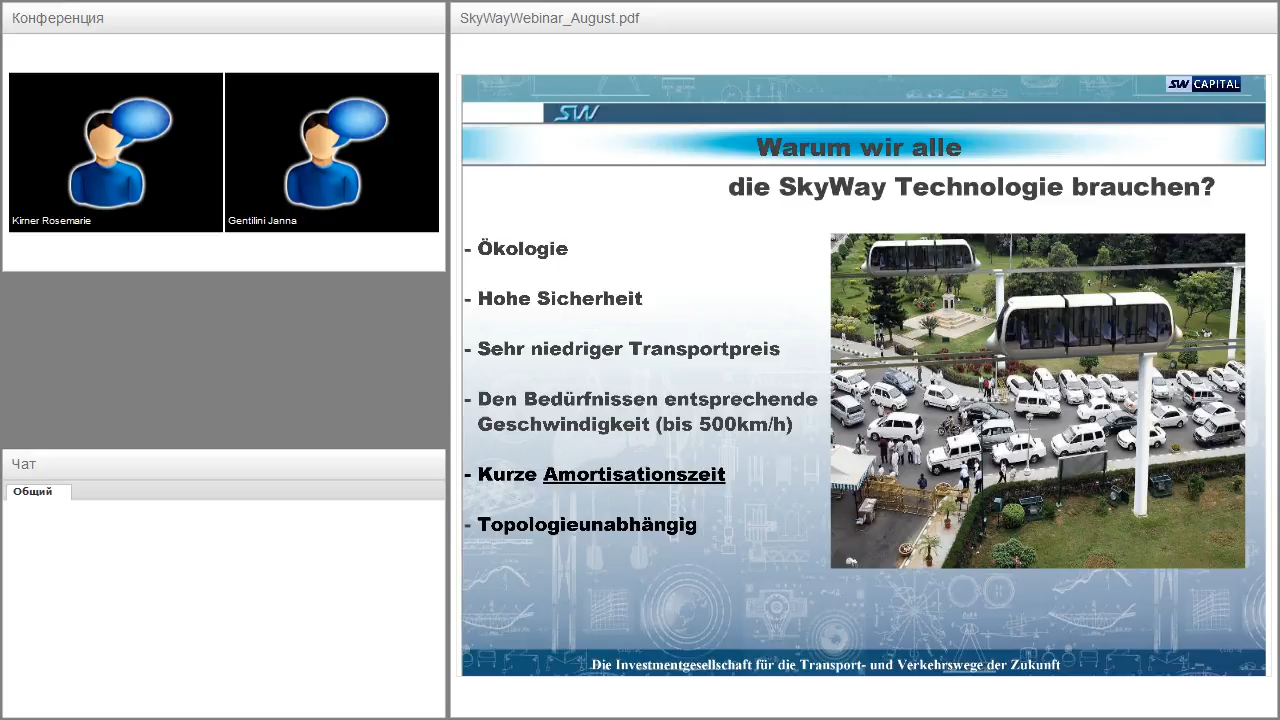 Конференция
Kirner Rosemarie
Gentilini Janna
Чат
Общий
SkyWayWebinar_August.pdf
SW CAPITAL
SW
Warum wir alle
die SkyWay Technologie brauchen?
- Ökologie
- Hohe Sicherheit
- Sehr niedriger Transportpreis
- Den Bedürfnissen entsprechende
Geschwindigkeit (bis 500km/h)
- Kurze Amortisationszeit
- Topologieunabhängig
Die Investmentgesellschaft für die Transport- und Verkehrswege der Zukunft